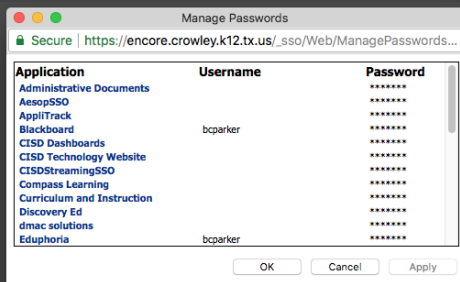 Manage Passwords
Secure | https://encore.crowley.k12.tx.us/_sso/Web/ManagePasswords...
Application Username Password
Administrative Documents *******
AesopSSO *******
AppliTrack *******
Blackboard bcparker *******
CISD Dashboards *******
CISD Technology Website *******
CISDStreamingSSO *******
Compass Learning *******
Curriculum and Instruction *******
Discovery Ed *******
dmac solutions *******
Eduphoria bcparker *******
OK Cancel Apply